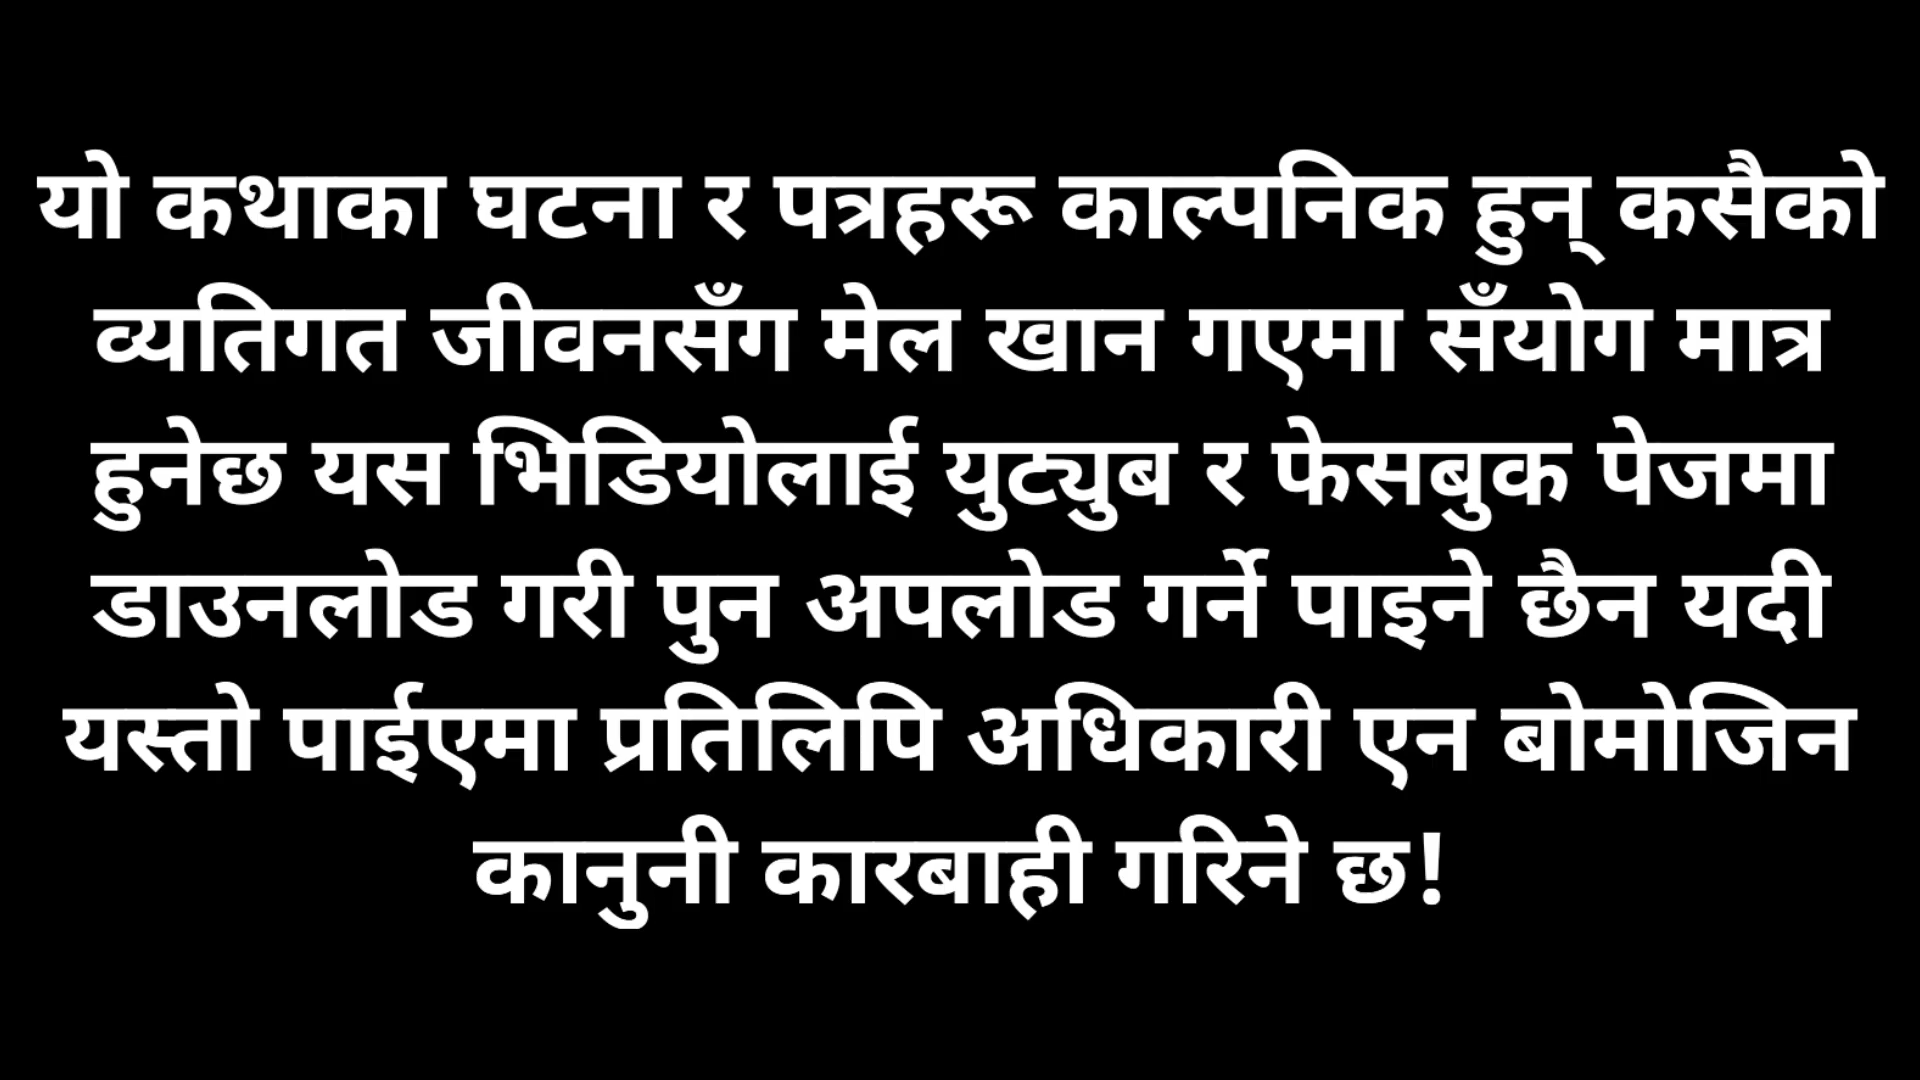 यो कथाका घटना र पत्रहरू काल्पनिक हुन् कसैको
व्यतिगत जीवनसँग मेल खान गएमा सँयोग मात्र
हुनेछ यस भिडियोलाई युट्युब र फेसबुक पेजमा
डाउनलोड गरी पुन अपलोड गर्ने पाइने छैन यदी
यस्तो पाईएमा प्रतिलिपि अधिकारी एन बोमोजिन
कानुनी कारबाही गरिने छ!